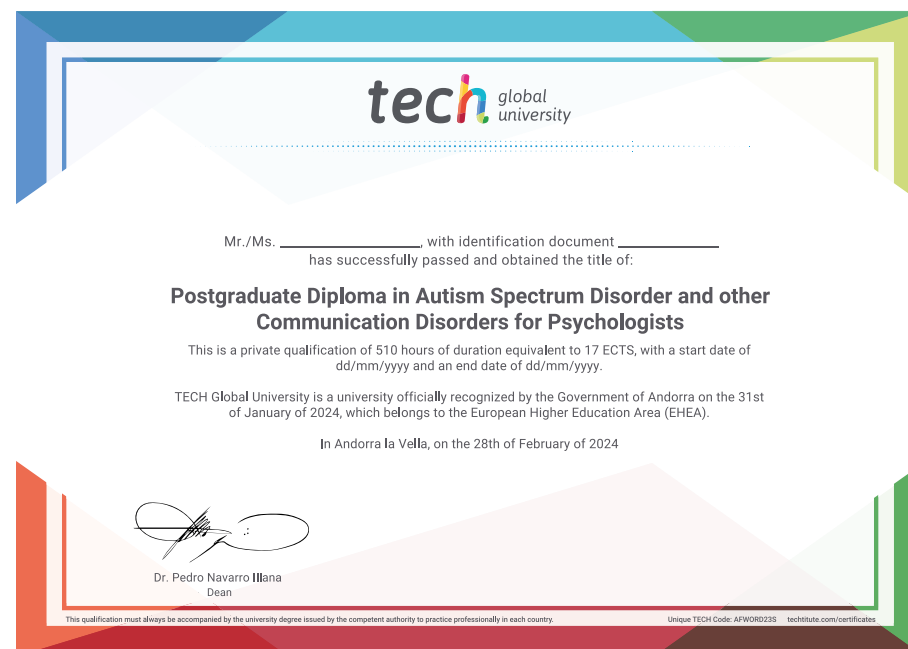 tech global university
Mr./Ms. ____________________, with identification document ______________
has successfully passed and obtained the title of:
Postgraduate Diploma in Autism Spectrum Disorder and other
Communication Disorders for Psychologists
This is a private qualification of 510 hours of duration equivalent to 17 ECTS, with a start date of
dd/mm/yyyy and an end date of dd/mm/yyyy.
TECH Global University is a university officially recognized by the Government of Andorra on the 31st
of January of 2024, which belongs to the European Higher Education Area (EHEA).
In Andorra la Vella, on the 28th of February of 2024
Dr. Pedro Navarro Illana
Dean
This qualification must always be accompanied by the university degree issued by the competent authority to practice professionally in each country.
Unique TECH Code: AFWORD23S techtitute.com/certificates